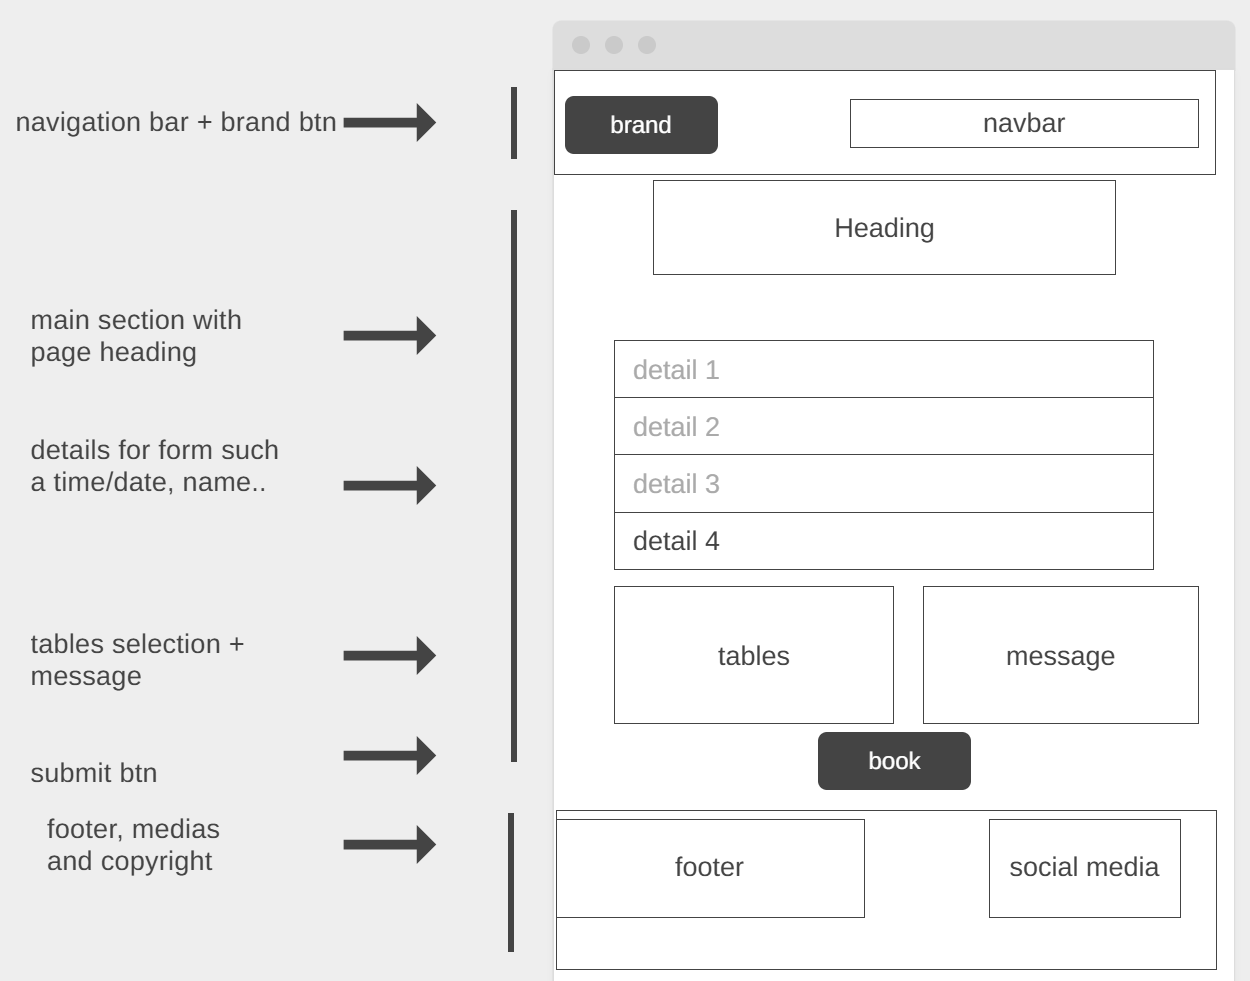 navigation bar + brand btn
brand
navbar
Heading
main section with
page heading
detail 1
detail 2
detail 3
detail 4
details for form such
a time/date, name..
tables selection +
message
tables
message
submit btn
book
footer, medias
and copyright
footer
social media